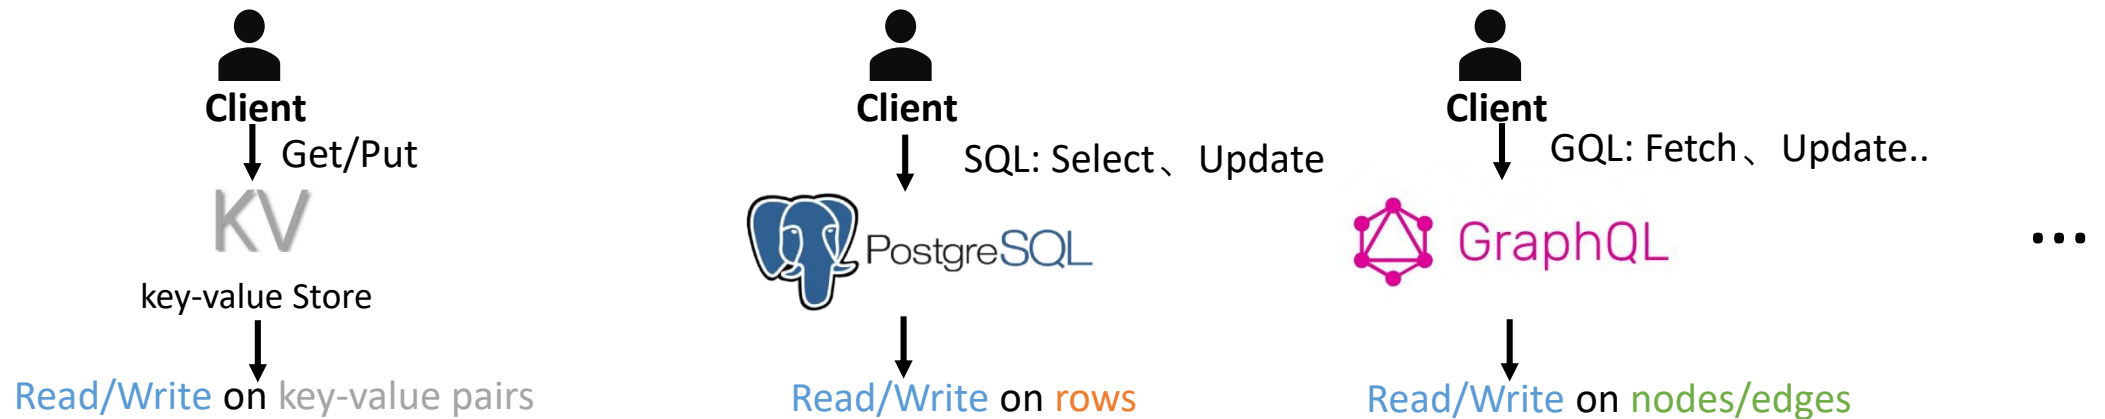 Client
Get/Put
KV
key-value Store
Read/Write on key-value pairs
Client
SQL: Select、Update
PostgreSQL
Read/Write on rows
Client
GQL: Fetch、Update..
GraphQL
Read/Write on nodes/edges
...